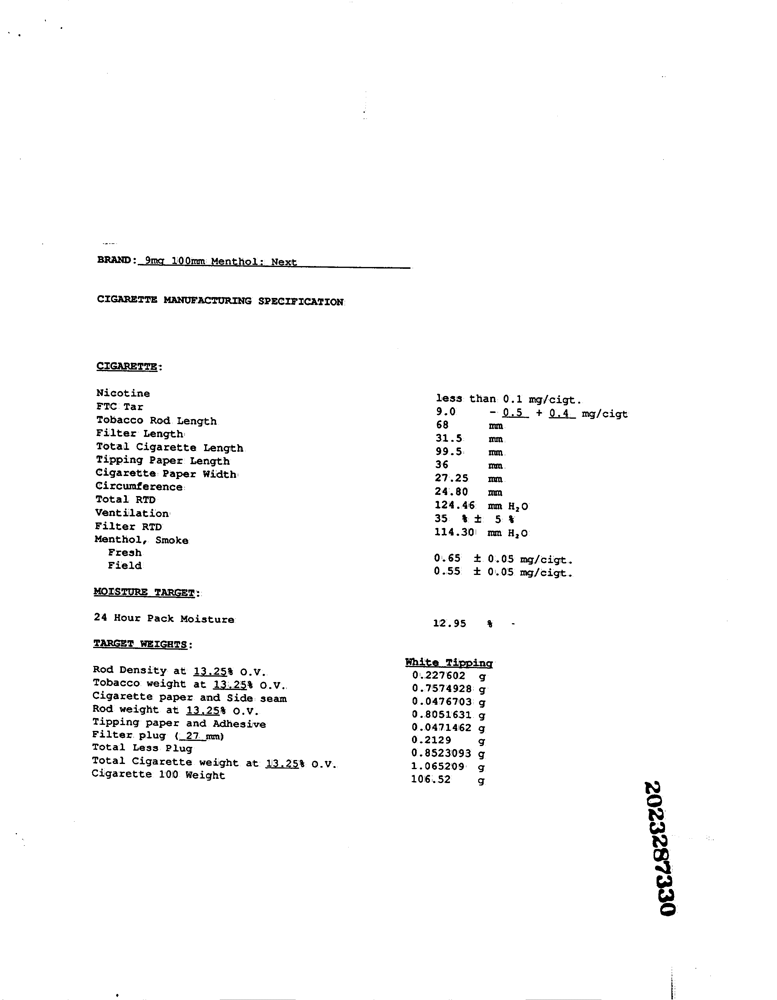 BRAND: 9mg 100mm Menthol: Next
CIGARETTE MANUFACTURING SPECIFICATION
CIGARETTE:
Nicotine less than 0.1 mg/cigt.
FTC Tar 9.0 - 0.5 + 0.4 mg/cigt
Tobacco Rod Length 68 mm
Filter Length 31.5 mm
Total Cigarette Length 99.5 mm
Tipping Paper Length 36 mm
Cigarette Paper Width 27.25 mm
Circumference 24.80 mm
Total RTD 124.46 mm H₂O
Ventilation 35 % ± 5 %
Filter RTD 114.30 mm H₂O
Menthol, Smoke
Fresh 0.65 ± 0.05 mg/cigt.
Field 0.55 ± 0.05 mg/cigt.
MOISTURE TARGET:
24 Hour Pack Moisture 12.95 %
TARGET WEIGHTS:
White Tipping
Rod Density at 13.25% O.V. 0.227602 g
Tobacco weight at 13.25% O.V. 0.7574928 g
Cigarette paper and Side seam 0.0476703 g
Rod weight at 13.25% O.V. 0.8051631 g
Tipping paper and Adhesive 0.0471462 g
Filter plug ( 27 mm) 0.2129 g
Total Less Plug 0.8523093 g
Total Cigarette weight at 13.25% O.V. 1.065209 g
Cigarette 100 Weight 106.52 g
2023287330